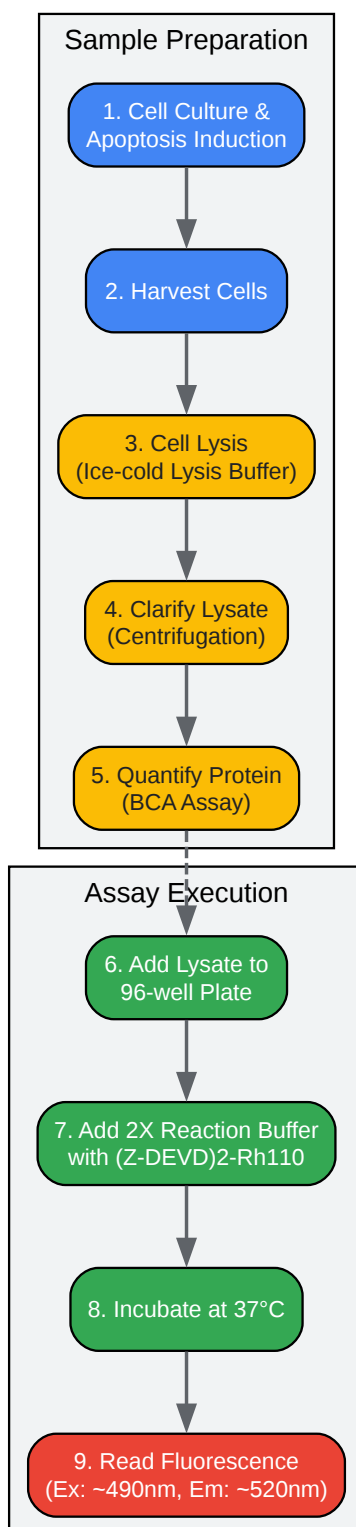 Sample Preparation
1. Cell Culture &
Apoptosis Induction
2. Harvest Cells
3. Cell Lysis
(Ice-cold Lysis Buffer)
4. Clarify Lysate
(Centrifugation)
5. Quantify Protein
(BCA Assay)
Assay Execution
6. Add Lysate to
96-well Plate
7. Add 2X Reaction Buffer
with (Z-DEVD)2-Rh110
8. Incubate at 37°C
9. Read Fluorescence
(Ex: ~490nm, Em: ~520nm)